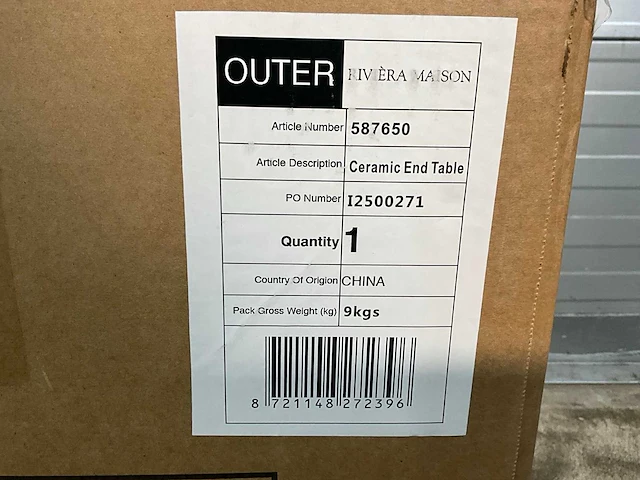 OUTER RIVIÈRA MAISON
Article Number 587650
Article Description Ceramic End Table
PO Number I2500271
Quantity 1
Country Of Origion CHINA
Pack Gross Weight (kg) 9kgs
8 721148 272396